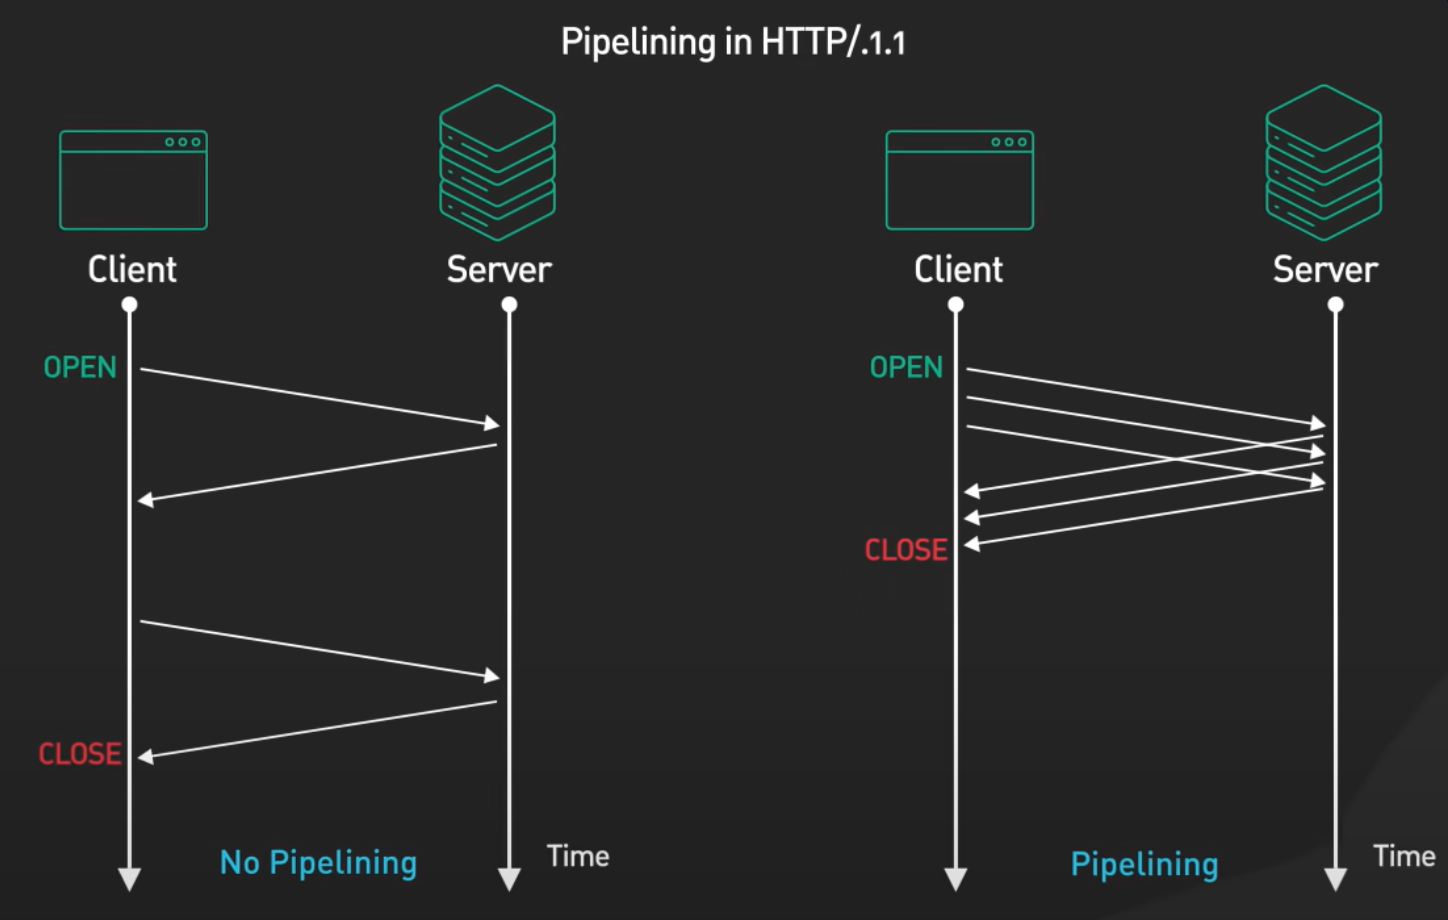 Pipelining in HTTP/.1.1
Client
Server
OPEN
CLOSE
No Pipelining
Time
Client
Server
OPEN
CLOSE
Pipelining
Time